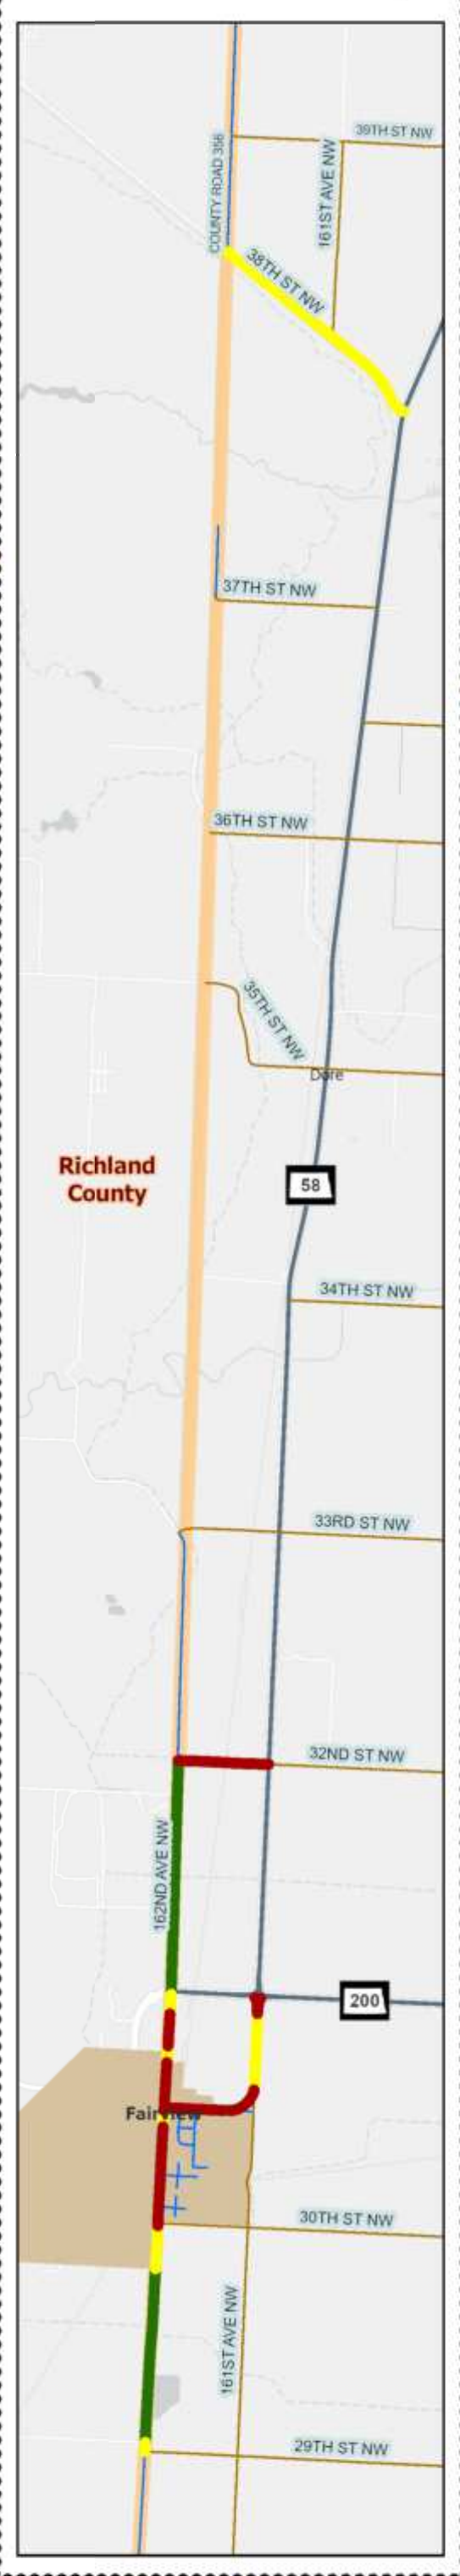 39TH ST NW
COUNTY ROAD 356
161ST AVE NW
38TH ST NW
37TH ST NW
36TH ST NW
35TH ST NW
Dore
Richland
County
58
34TH ST NW
33RD ST NW
32ND ST NW
162ND AVE NW
200
Fairview
30TH ST NW
161ST AVE NW
29TH ST NW